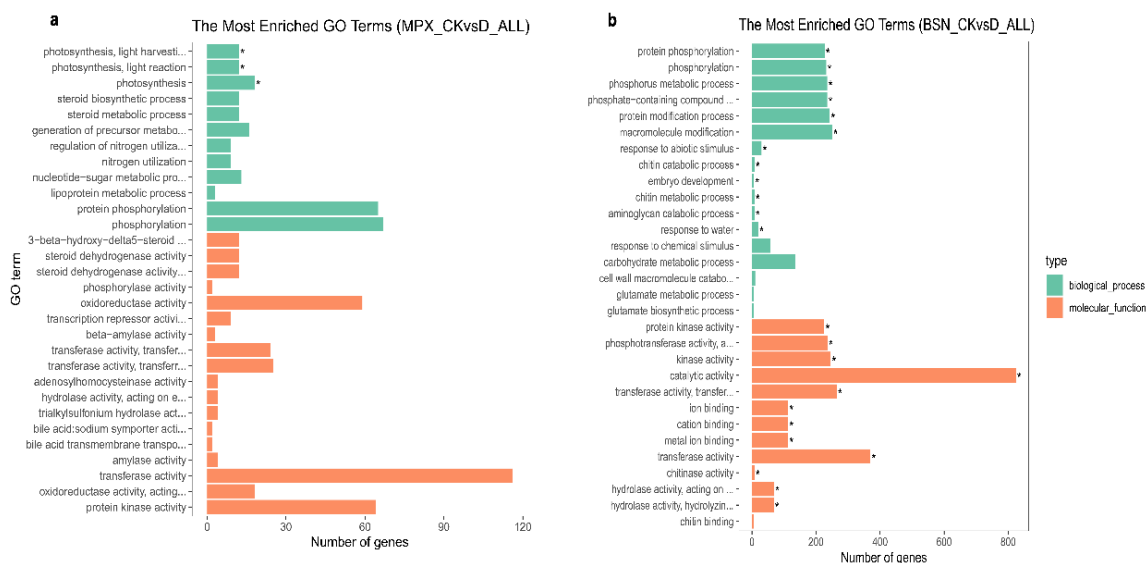 a
The Most Enriched GO Terms (MPX_CKvsD_ALL)
photosynthesis, light harvesti...
photosynthesis, light reaction
photosynthesis
steroid biosynthetic process
steroid metabolic process
generation of precursor metabo...
regulation of nitrogen utiliza...
nitrogen utilization
nucleotide-sugar metabolic pro...
lipoprotein metabolic process
protein phosphorylation
phosphorylation
3-beta-hydroxy-delta5-steroid ...
steroid dehydrogenase activity
steroid dehydrogenase activity...
phosphorylase activity
oxidoreductase activity
transcription repressor activi...
beta-amylase activity
transferase activity, transfer...
transferase activity, transferr...
adenosylhomocysteinase activity
hydrolase activity, acting on e...
trialkylsulfonium hydrolase act...
bile acid:sodium symporter acti...
bile acid transmembrane transpo...
amylase activity
transferase activity
oxidoreductase activity, acting...
protein kinase activity
GO term
* * *
0 30 60 90 120
Number of genes
b
The Most Enriched GO Terms (BSN_CKvsD_ALL)
protein phosphorylation
phosphorylation
phosphorus metabolic process
phosphate-containing compound ...
protein modification process
macromolecule modification
response to abiotic stimulus
chitin catabolic process
embryo development
chitin metabolic process
aminoglycan catabolic process
response to water
response to chemical stimulus
carbohydrate metabolic process
cell wall macromolecule catabo...
glutamate metabolic process
glutamate biosynthetic process
protein kinase activity
phosphotransferase activity, a...
kinase activity
catalytic activity
transferase activity, transfer...
ion binding
cation binding
metal ion binding
transferase activity
chitinase activity
hydrolase activity, acting on ...
hydrolase activity, hydrolyzin...
chilin binding
* * * * * * * * * * * * * * * * * * * * * * * *
0 200 400 600 800
Number of genes
type
biological_process
molecular_function